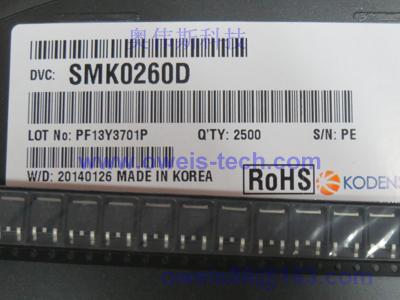 奥伟斯科技
DVC: SMK0260D
LOT No: PF13Y3701P Q'TY: 2500 S/N: PE
www.oweis-tech.com
W/D: 20140126 MADE IN KOREA RoHS KODENS